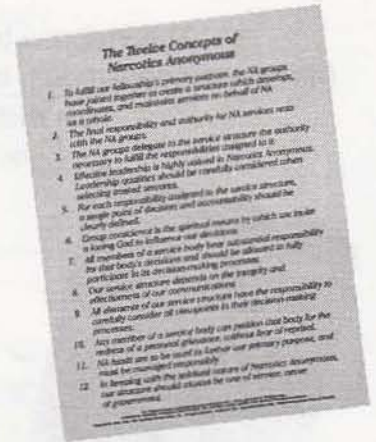 The Twelve Concepts of
Narcotics Anonymous
1. To fulfill our fellowship's primary purpose, the NA groups
have joined together to create a structure which develops,
coordinates, and maintains services on behalf of NA
as a whole.
2. The final responsibility and authority for NA services rests
with the NA groups.
3. The NA groups delegate to the service structure the authority
necessary to fulfill the responsibilities assigned to it.
4. Effective leadership is highly valued in Narcotics Anonymous.
Leadership qualities should be carefully considered when
selecting trusted servants.
5. For each responsibility assigned to the service structure,
a single point of decision and accountability should be
clearly defined.
6. Group conscience is the spiritual means by which we invite
a loving God to influence our decisions.
7. All members of a service body bear substantial responsibility
for that body's decisions and should be allowed to fully
participate in its decision-making processes.
8. Our service structure depends on the integrity and
effectiveness of our communications.
9. All elements of our service structure have the responsibility to
carefully consider all viewpoints in their decision-making
processes.
10. Any member of a service body can petition that body for the
redress of a personal grievance, without fear of reprisal.
11. NA funds are to be used to further our primary purpose, and
must be managed responsibly.
12. In keeping with the spiritual nature of Narcotics Anonymous,
our structure should always be one of service, never
of government.